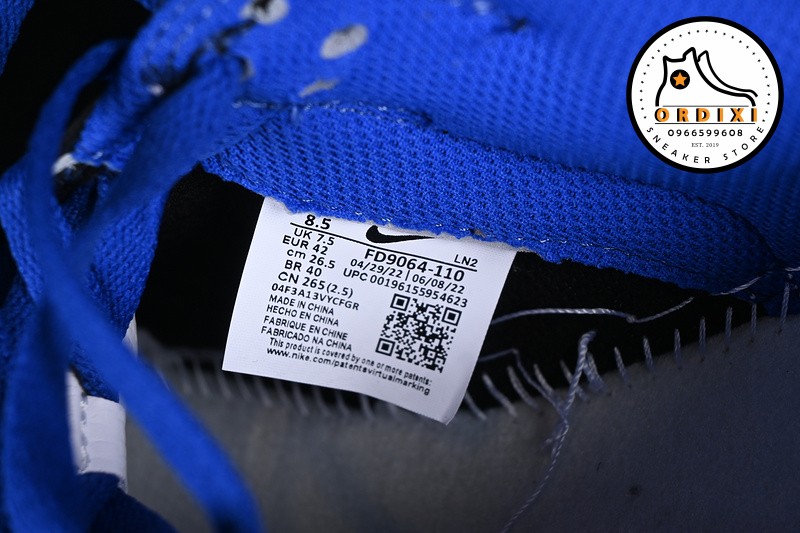 8.5
UK 7.5
EUR 42
cm 26.5
BR 40
CN 265(2.5)
LN2
FD9064-110
04/29/22 | 06/08/22
UPC 00196155954623
04F3A13VYCFGR
MADE IN CHINA
HECHO EN CHINA
FABRIQUE EN CHINE
FABRICADO NA CHINA
This product is covered by one or more patents:
www.nike.com/patentsvirtualmarking
ORDIXI
0966599608
EST. 2019
SNEAKER STORE